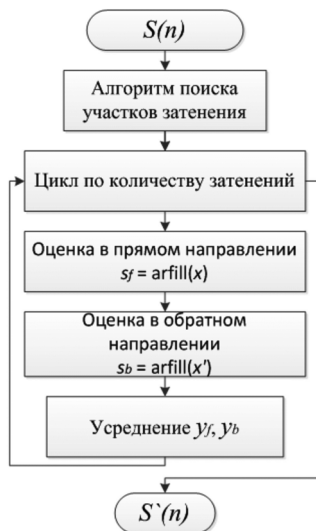 S(n)
Алгоритм поиска
участков затенения
Цикл по количеству затенений
Оценка в прямом направлении
sf = arfill(x)
Оценка в обратном
направлении
sb = arfill(x')
Усреднение yf, yb
S`(n)